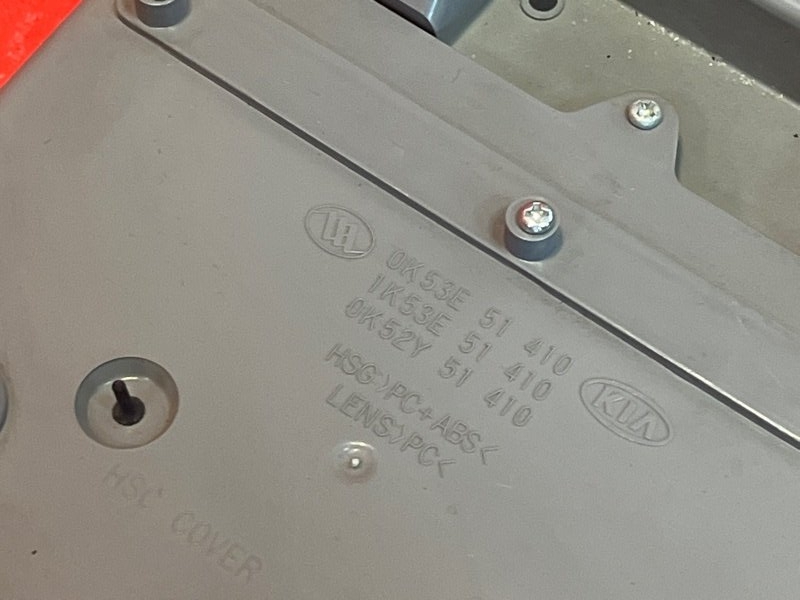 0K53E 51 410
1K53E 51 410
0K52Y 51 410
HSG>PC+ABS<
LENS>PC<
KIA
HSG COVER